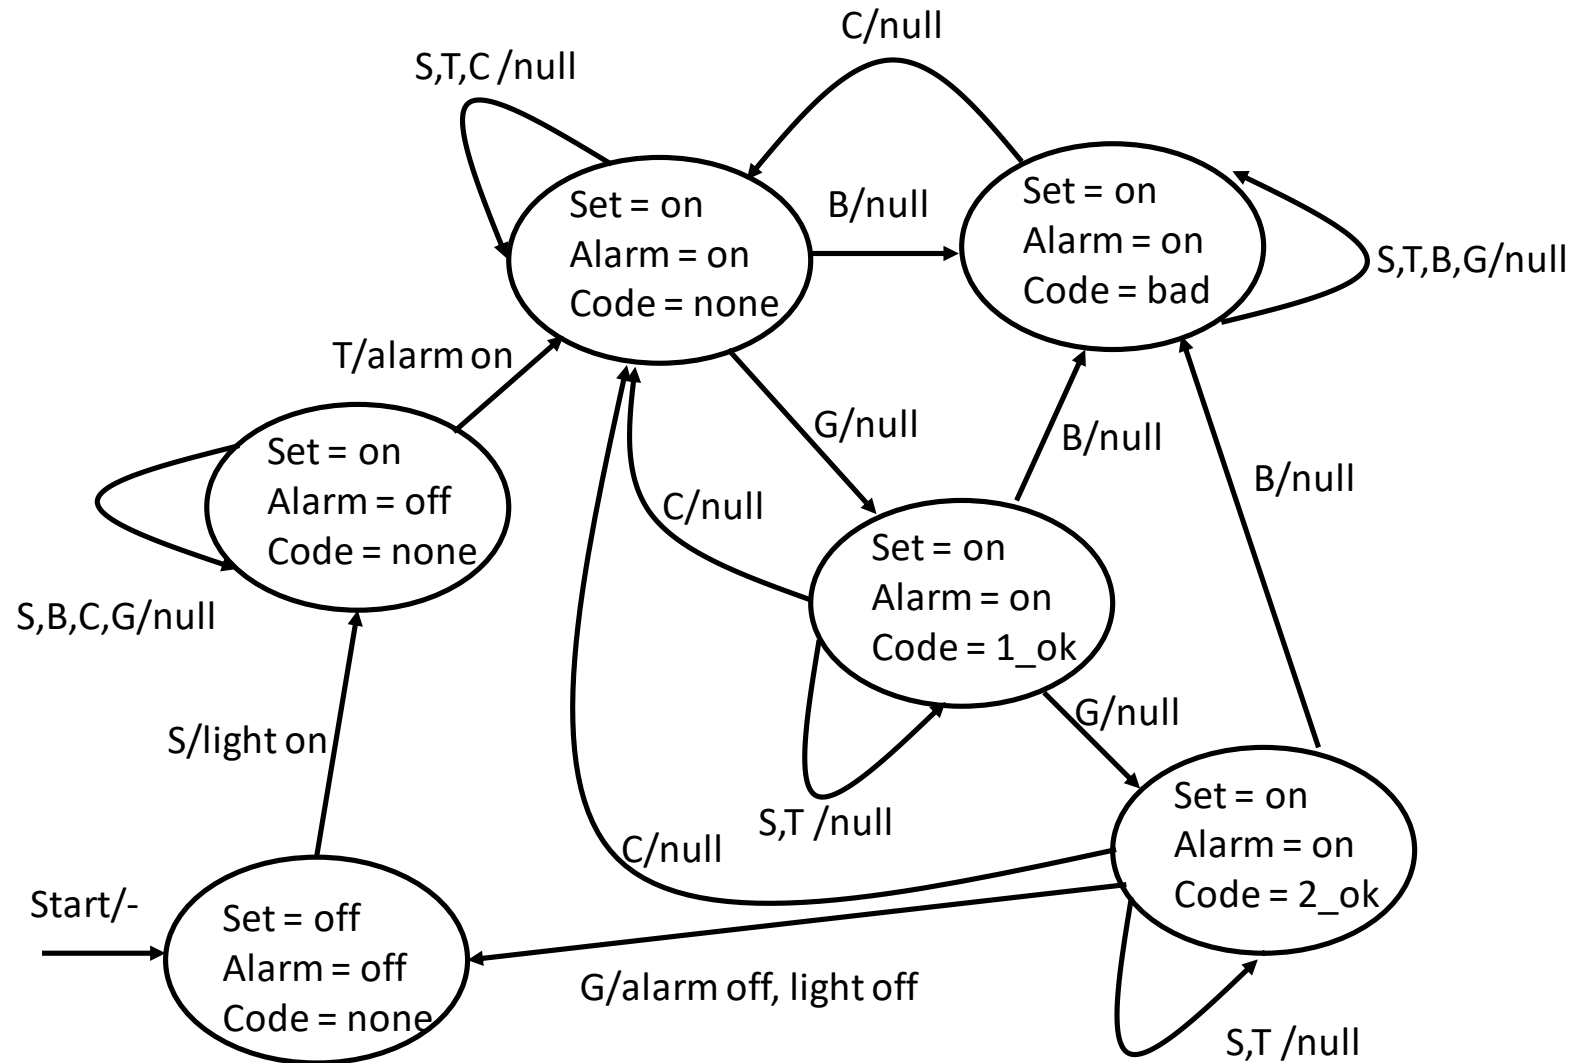 C/null
S,T,C /null
Set = on
Alarm = on
Code = none
B/null
Set = on
Alarm = on
Code = bad
S,T,B,G/null
T/alarm on
G/null
B/null
B/null
Set = on
Alarm = off
Code = none
C/null
Set = on
Alarm = on
Code = 1_ok
S,B,C,G/null
S/light on
G/null
S,T /null
C/null
Set = on
Alarm = on
Code = 2_ok
Start/-
Set = off
Alarm = off
Code = none
G/alarm off, light off
S,T /null